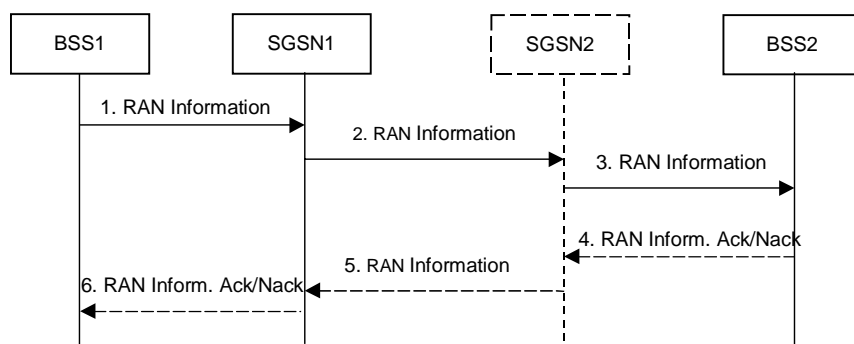 BSS1
SGSN1
SGSN2
BSS2
1. RAN Information
2. RAN Information
3. RAN Information
4. RAN Inform. Ack/Nack
5. RAN Information
6. RAN Inform. Ack/Nack